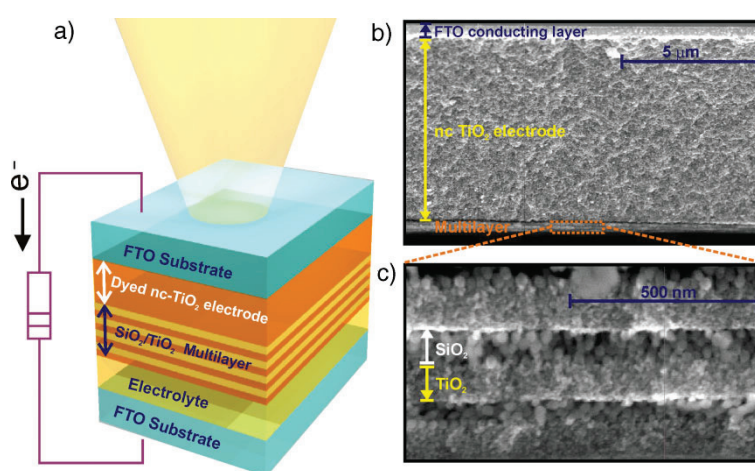 a)
e⁻
FTO Substrate
Dyed nc-TiO₂ electrode
SiO₂/TiO₂ Multilayer
Electrolyte
FTO Substrate
b)
FTO conducting layer
5 μm
nc TiO₂ electrode
Multilayer
c)
500 nm
SiO₂
TiO₂